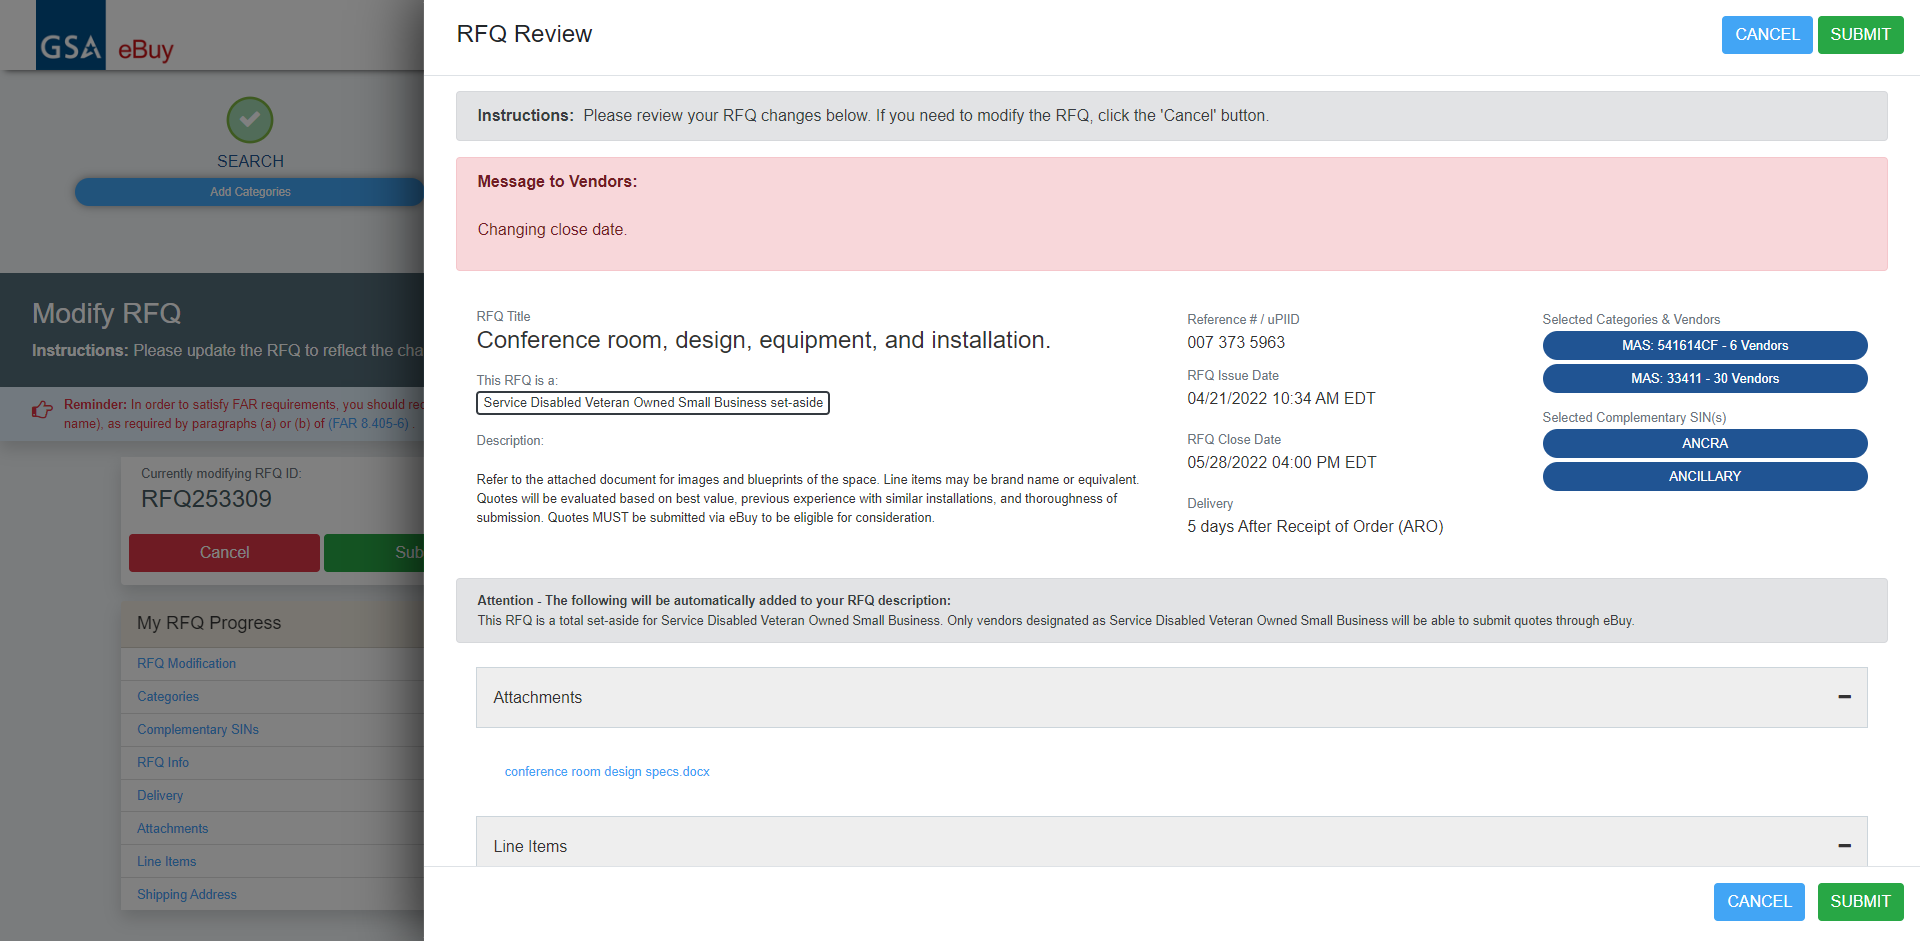 GSA eBuy
SEARCH
Add Categories
Modify RFQ
Instructions: Please update the RFQ to reflect the cha
Reminder: In order to satisfy FAR requirements, you should rec
name), as required by paragraphs (a) or (b) of (FAR 8.405-6) .
Currently modifying RFQ ID:
RFQ253309
Cancel
Sub
My RFQ Progress
RFQ Modification
Categories
Complementary SINs
RFQ Info
Delivery
Attachments
Line Items
Shipping Address
RFQ Review
CANCEL
SUBMIT
Instructions: Please review your RFQ changes below. If you need to modify the RFQ, click the 'Cancel' button.
Message to Vendors:
Changing close date.
RFQ Title
Conference room, design, equipment, and installation.
This RFQ is a:
Service Disabled Veteran Owned Small Business set-aside
Description:
Refer to the attached document for images and blueprints of the space. Line items may be brand name or equivalent.
Quotes will be evaluated based on best value, previous experience with similar installations, and thoroughness of
submission. Quotes MUST be submitted via eBuy to be eligible for consideration.
Reference # / uPIID
007 373 5963
RFQ Issue Date
04/21/2022 10:34 AM EDT
RFQ Close Date
05/28/2022 04:00 PM EDT
Delivery
5 days After Receipt of Order (ARO)
Selected Categories & Vendors
MAS: 541614CF - 6 Vendors
MAS: 33411 - 30 Vendors
Selected Complementary SIN(s)
ANCRA
ANCILLARY
Attention - The following will be automatically added to your RFQ description:
This RFQ is a total set-aside for Service Disabled Veteran Owned Small Business. Only vendors designated as Service Disabled Veteran Owned Small Business will be able to submit quotes through eBuy.
Attachments
conference room design specs.docx
Line Items
CANCEL
SUBMIT